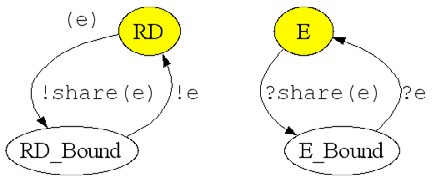 (e) RD E
!share(e) !e ?share(e) ?e
RD_Bound E_Bound